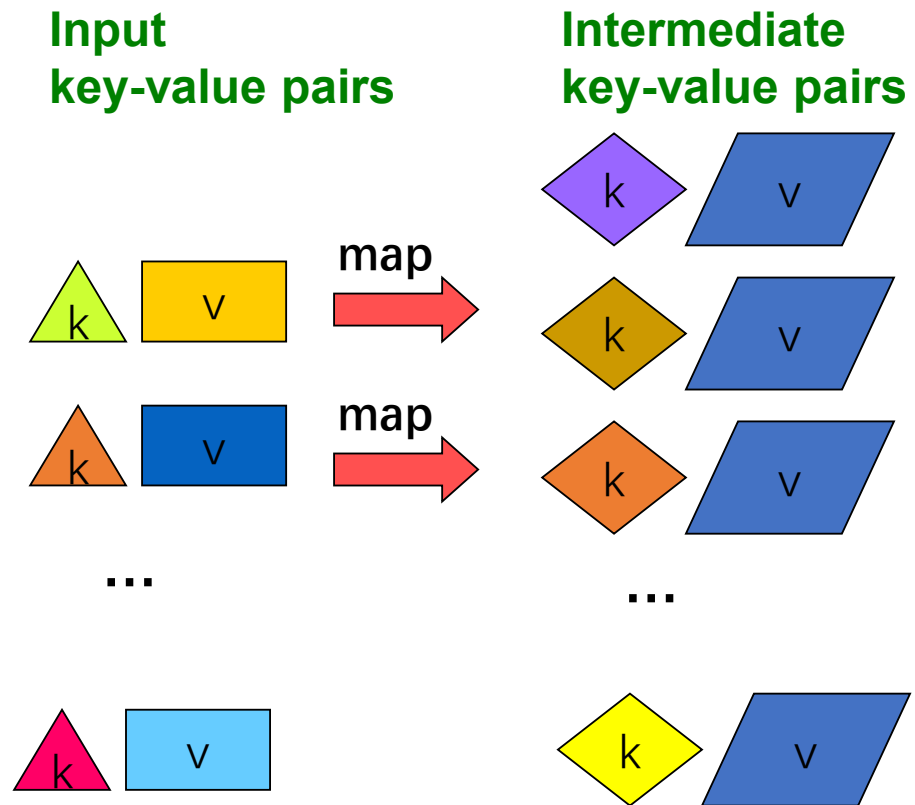 Input
key-value pairs
Intermediate
key-value pairs
k v
map
k v
k v
map
k v
k v
...
...
k v
k v